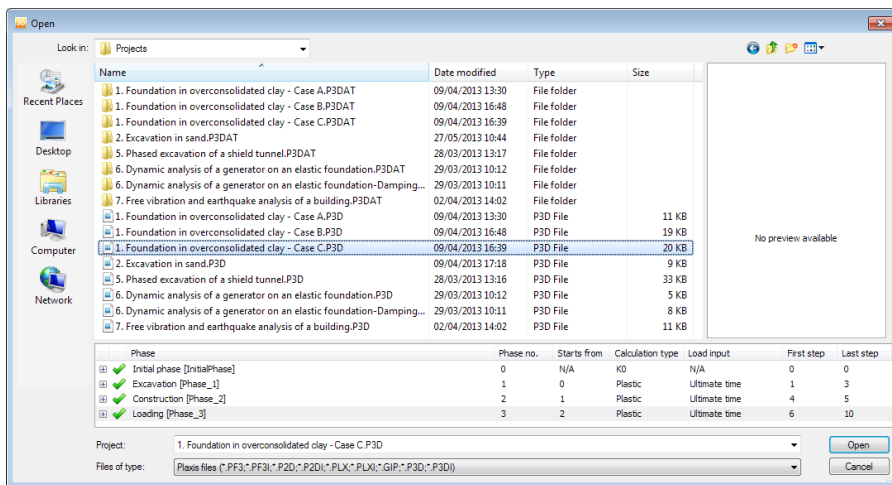 Open
Look in: Projects
Name Date modified Type Size
Recent Places
Desktop
Libraries
Computer
Network
1. Foundation in overconsolidated clay - Case A.P3DAT 09/04/2013 13:30 File folder
1. Foundation in overconsolidated clay - Case B.P3DAT 09/04/2013 16:48 File folder
1. Foundation in overconsolidated clay - Case C.P3DAT 09/04/2013 16:39 File folder
2. Excavation in sand.P3DAT 27/05/2013 10:44 File folder
5. Phased excavation of a shield tunnel.P3DAT 28/03/2013 13:17 File folder
6. Dynamic analysis of a generator on an elastic foundation.P3DAT 29/03/2013 10:12 File folder
6. Dynamic analysis of a generator on an elastic foundation-Damping... 29/03/2013 10:11 File folder
7. Free vibration and earthquake analysis of a building.P3DAT 02/04/2013 14:02 File folder
1. Foundation in overconsolidated clay - Case A.P3D 09/04/2013 13:30 P3D File 11 KB
1. Foundation in overconsolidated clay - Case B.P3D 09/04/2013 16:48 P3D File 19 KB
1. Foundation in overconsolidated clay - Case C.P3D 09/04/2013 16:39 P3D File 20 KB
2. Excavation in sand.P3D 09/04/2013 17:18 P3D File 9 KB
5. Phased excavation of a shield tunnel.P3D 28/03/2013 13:16 P3D File 33 KB
6. Dynamic analysis of a generator on an elastic foundation.P3D 29/03/2013 10:12 P3D File 5 KB
6. Dynamic analysis of a generator on an elastic foundation-Damping... 29/03/2013 10:11 P3D File 8 KB
7. Free vibration and earthquake analysis of a building.P3D 02/04/2013 14:02 P3D File 11 KB
No preview available
Phase Phase no. Starts from Calculation type Load input First step Last step
Initial phase [InitialPhase] 0 N/A K0 N/A 0 0
Excavation [Phase_1] 1 0 Plastic Ultimate time 1 3
Construction [Phase_2] 2 1 Plastic Ultimate time 4 5
Loading [Phase_3] 3 2 Plastic Ultimate time 6 10
Project: 1. Foundation in overconsolidated clay - Case C.P3D Open
Files of type: Plaxis files (*.PF3;*.PF3I;*.P2D;*.P2DI;*.PLX;*.PLXI;*.GIP;*.P3D;*.P3DI) Cancel